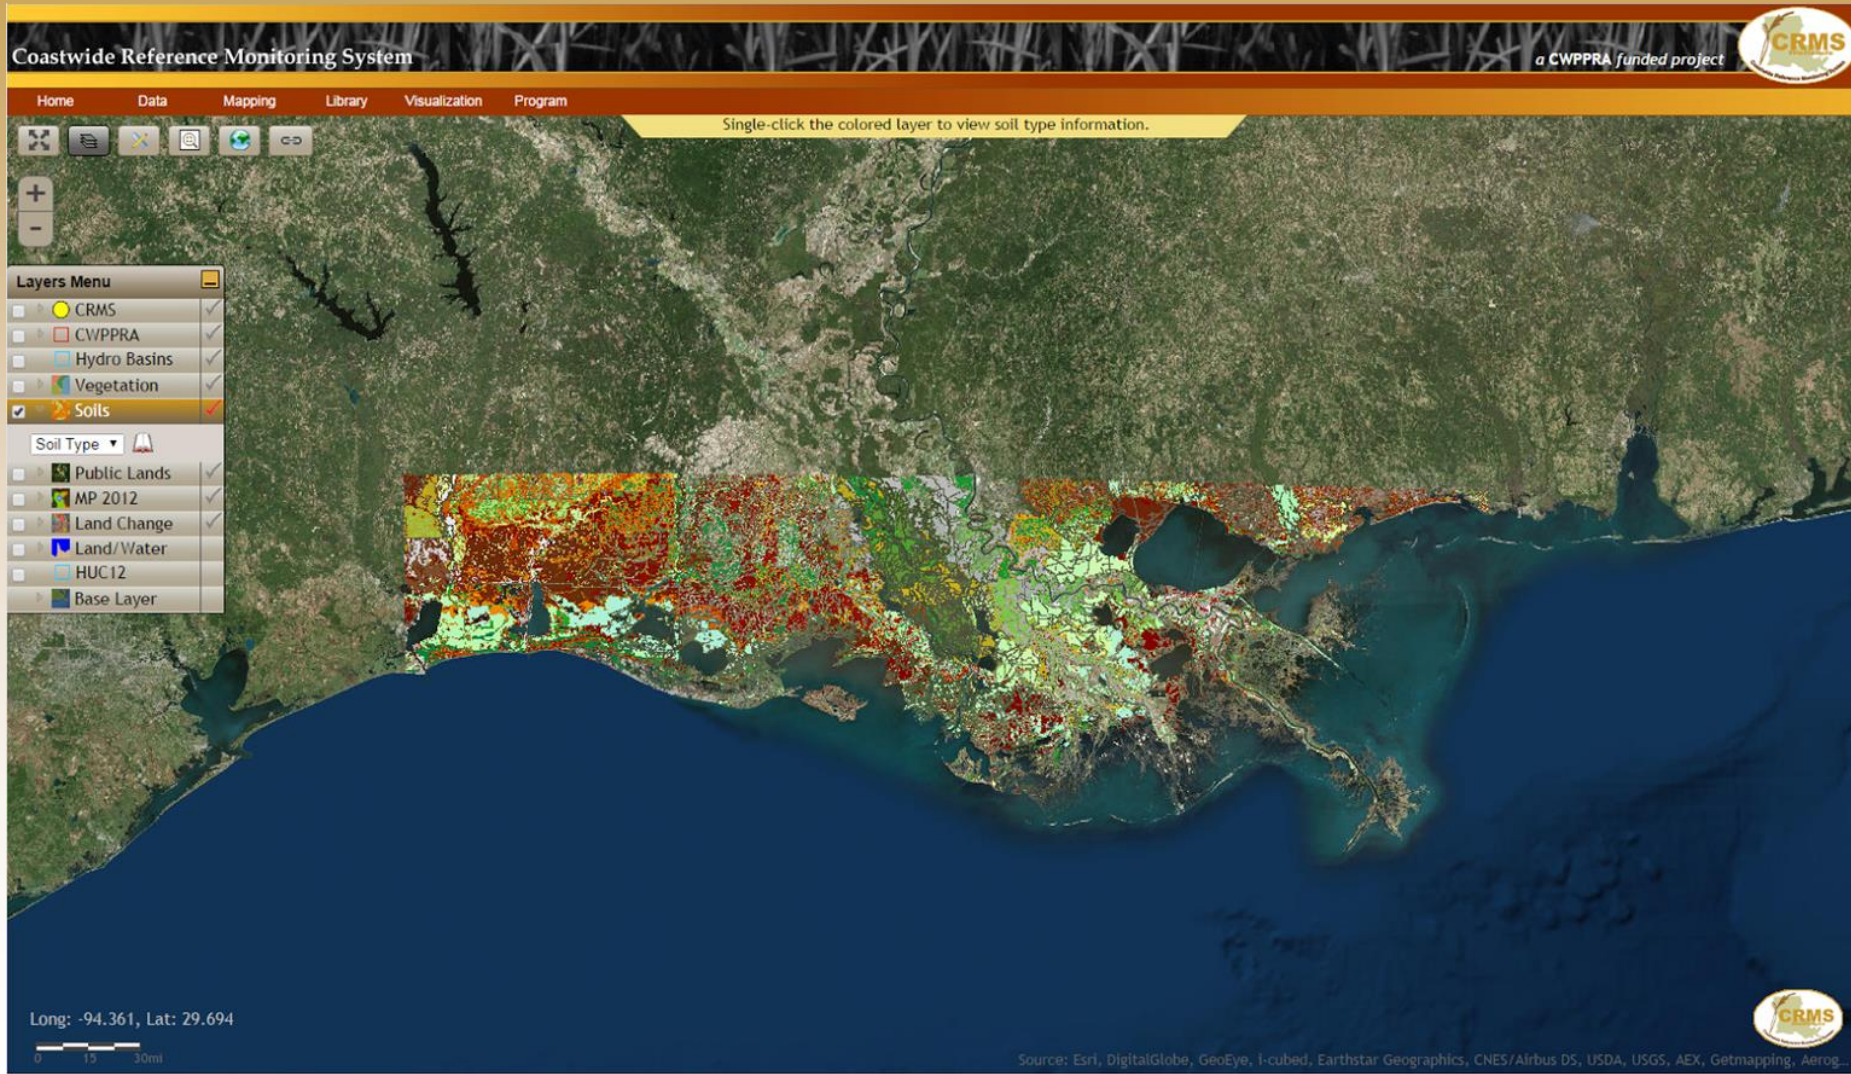 Coastwide Reference Monitoring System
a CWPPRA funded project
CRMS
Home Data Mapping Library Visualization Program
Single-click the colored layer to view soil type information.
+
-
Layers Menu
CRMS
CWPPRA
Hydro Basins
Vegetation
Soils
Soil Type
Public Lands
MP 2012
Land Change
Land/Water
HUC12
Base Layer
Long: -94.361, Lat: 29.694
0 15 30mi
CRMS
Source: Esri, DigitalGlobe, GeoEye, i-cubed, Earthstar Geographics, CNES/Airbus DS, USDA, USGS, AEX, Getmapping, Aerog...